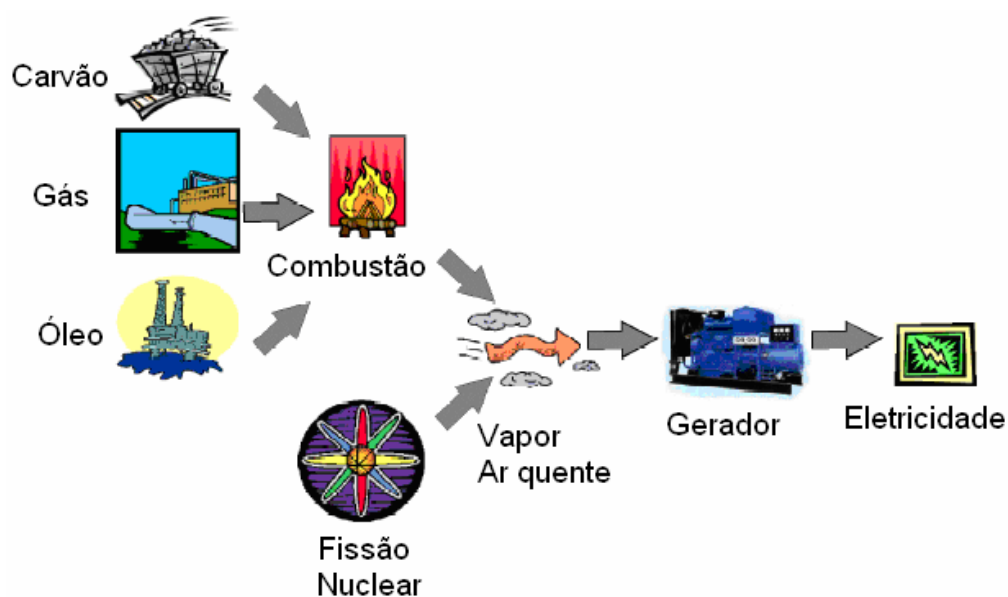 Carvão
Gás
Óleo
Combustão
Fissão
Nuclear
Vapor
Ar quente
Gerador
Eletricidade